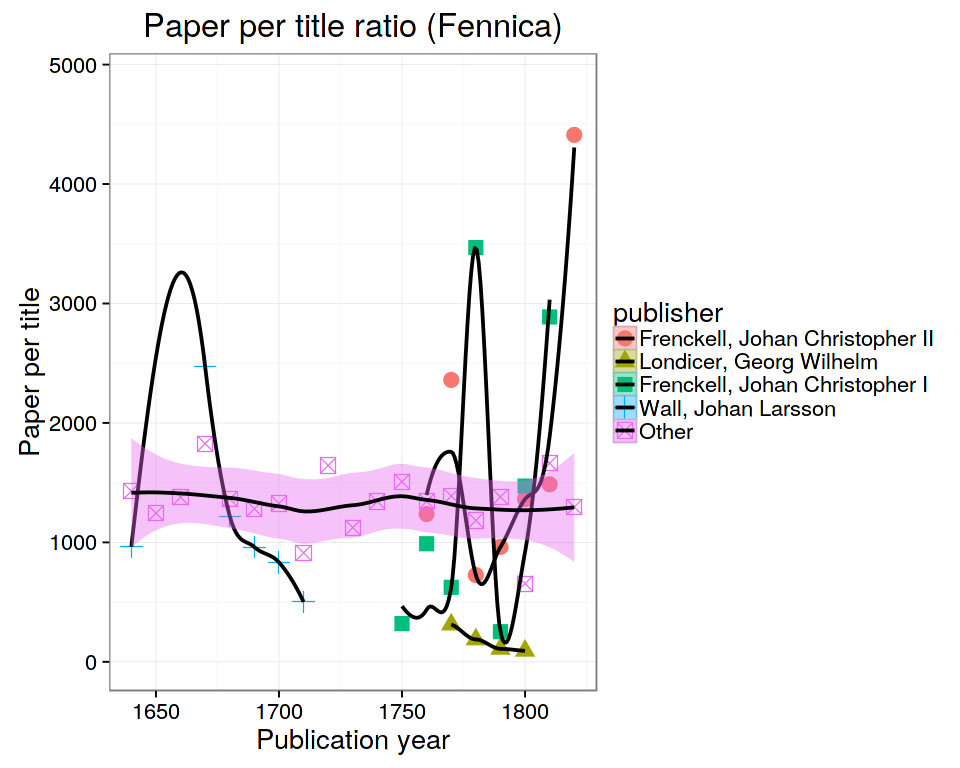 Paper per title ratio (Fennica)
5000
4000
3000
2000
1000
0
Paper per title
1650 1700 1750 1800
Publication year
publisher
Frenckell, Johan Christopher II
Londicer, Georg Wilhelm
Frenckell, Johan Christopher I
Wall, Johan Larsson
Other